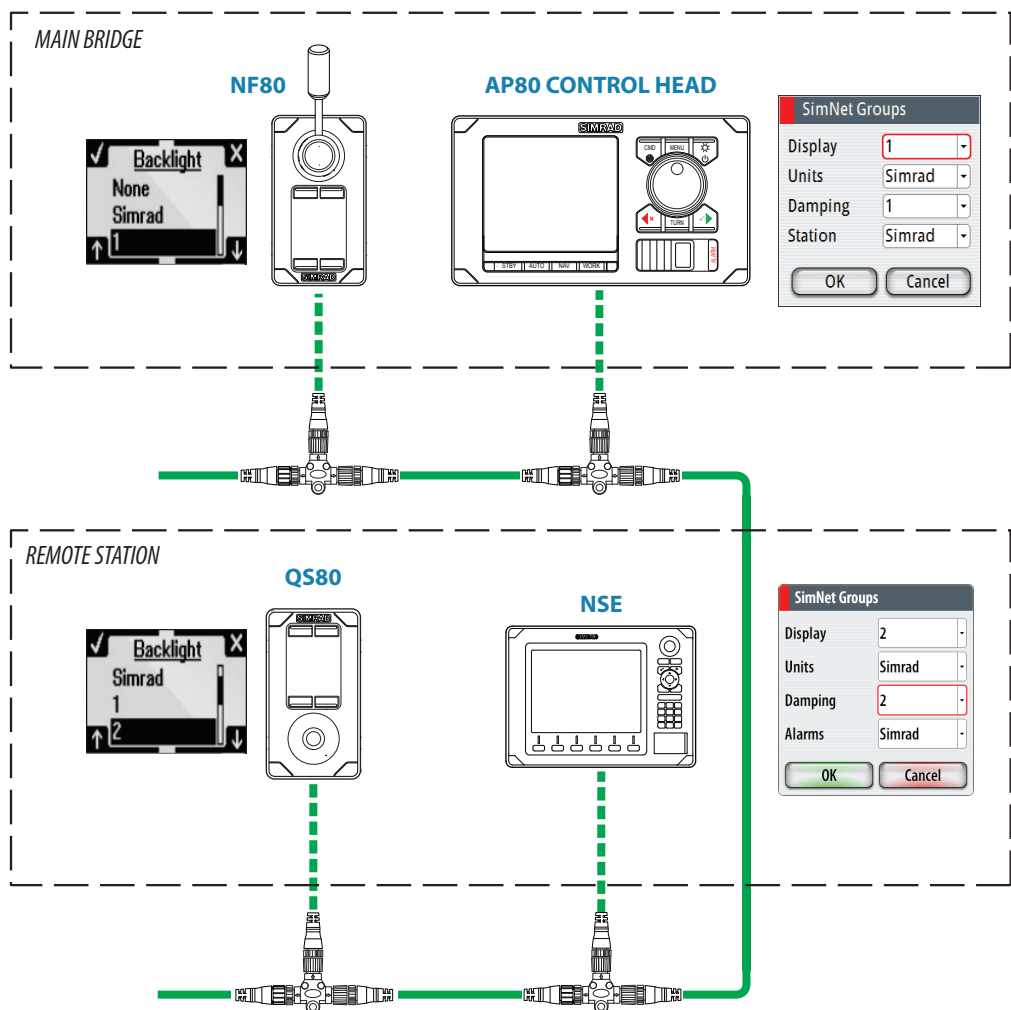 MAIN BRIDGE
NF80
AP80 CONTROL HEAD
Backlight
None
Simrad
1
SIMRAD
SIMRAD
CMD
MENU
TURN
STBY
AUTO
NAV
WORK
ALARM
SimNet Groups
Display 1
Units Simrad
Damping 1
Station Simrad
OK Cancel
REMOTE STATION
QS80
NSE
Backlight
Simrad
1
2
SIMRAD
SIMRAD
SimNet Groups
Display 2
Units Simrad
Damping 2
Alarms Simrad
OK Cancel